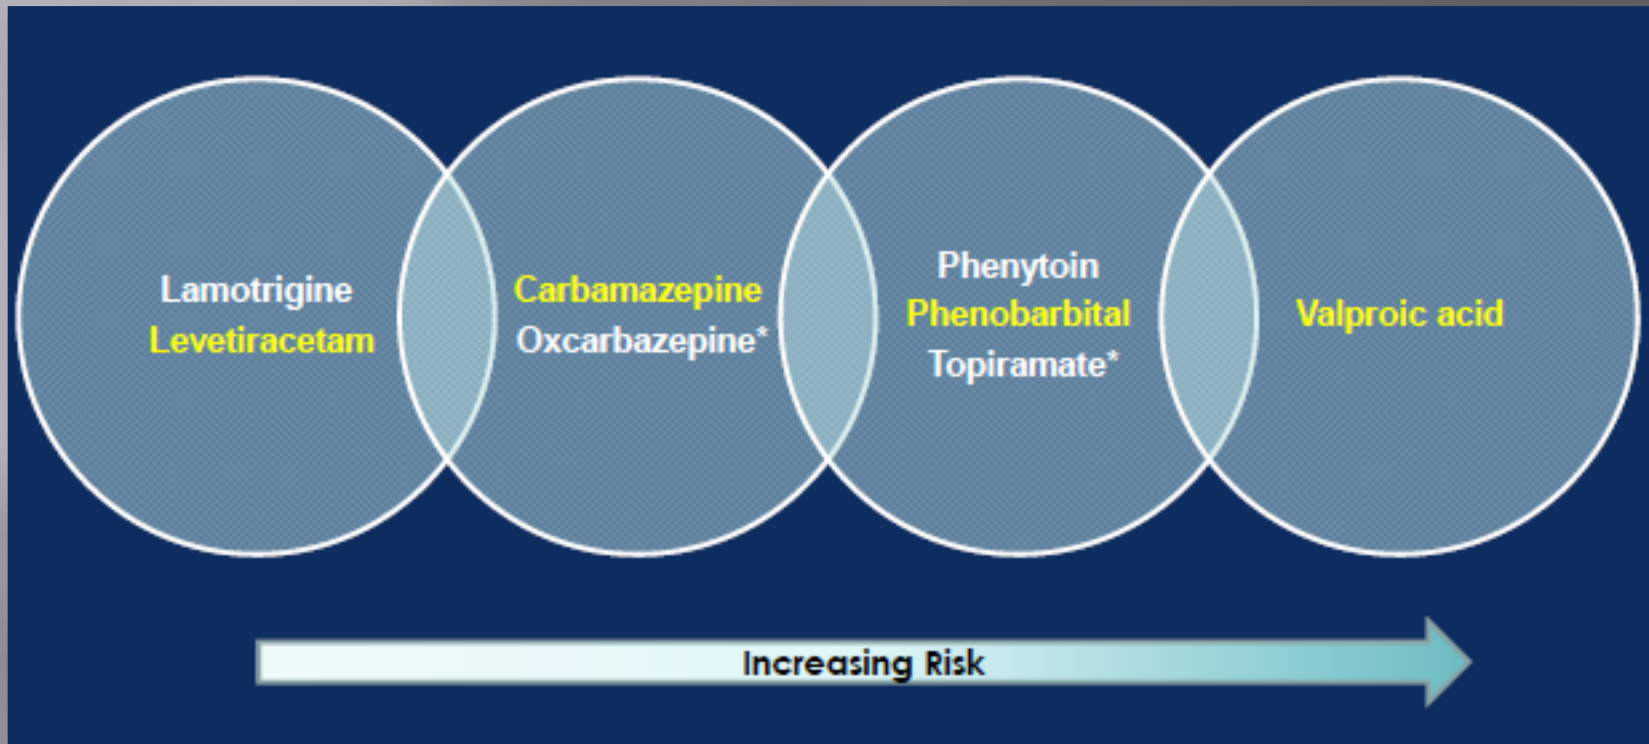 Lamotrigine
Levetiracetam
Carbamazepine
Oxcarbazepine*
Phenytoin
Phenobarbital
Topiramate*
Valproic acid
Increasing Risk